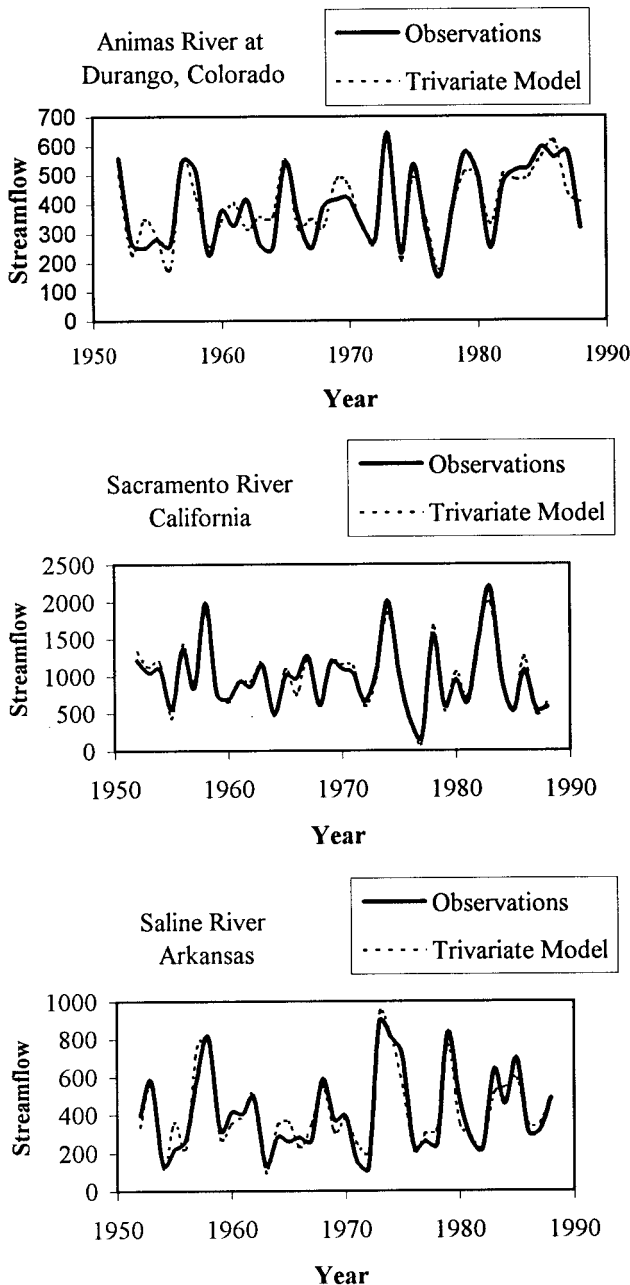 Animas River at
Durango, Colorado
Observations
Trivariate Model
700
600
500
400
300
200
100
0
Streamflow
1950 1960 1970 1980 1990
Year
Sacramento River
California
Observations
Trivariate Model
2500
2000
1500
1000
500
0
Streamflow
1950 1960 1970 1980 1990
Year
Saline River
Arkansas
Observations
Trivariate Model
1000
800
600
400
200
0
Streamflow
1950 1960 1970 1980 1990
Year